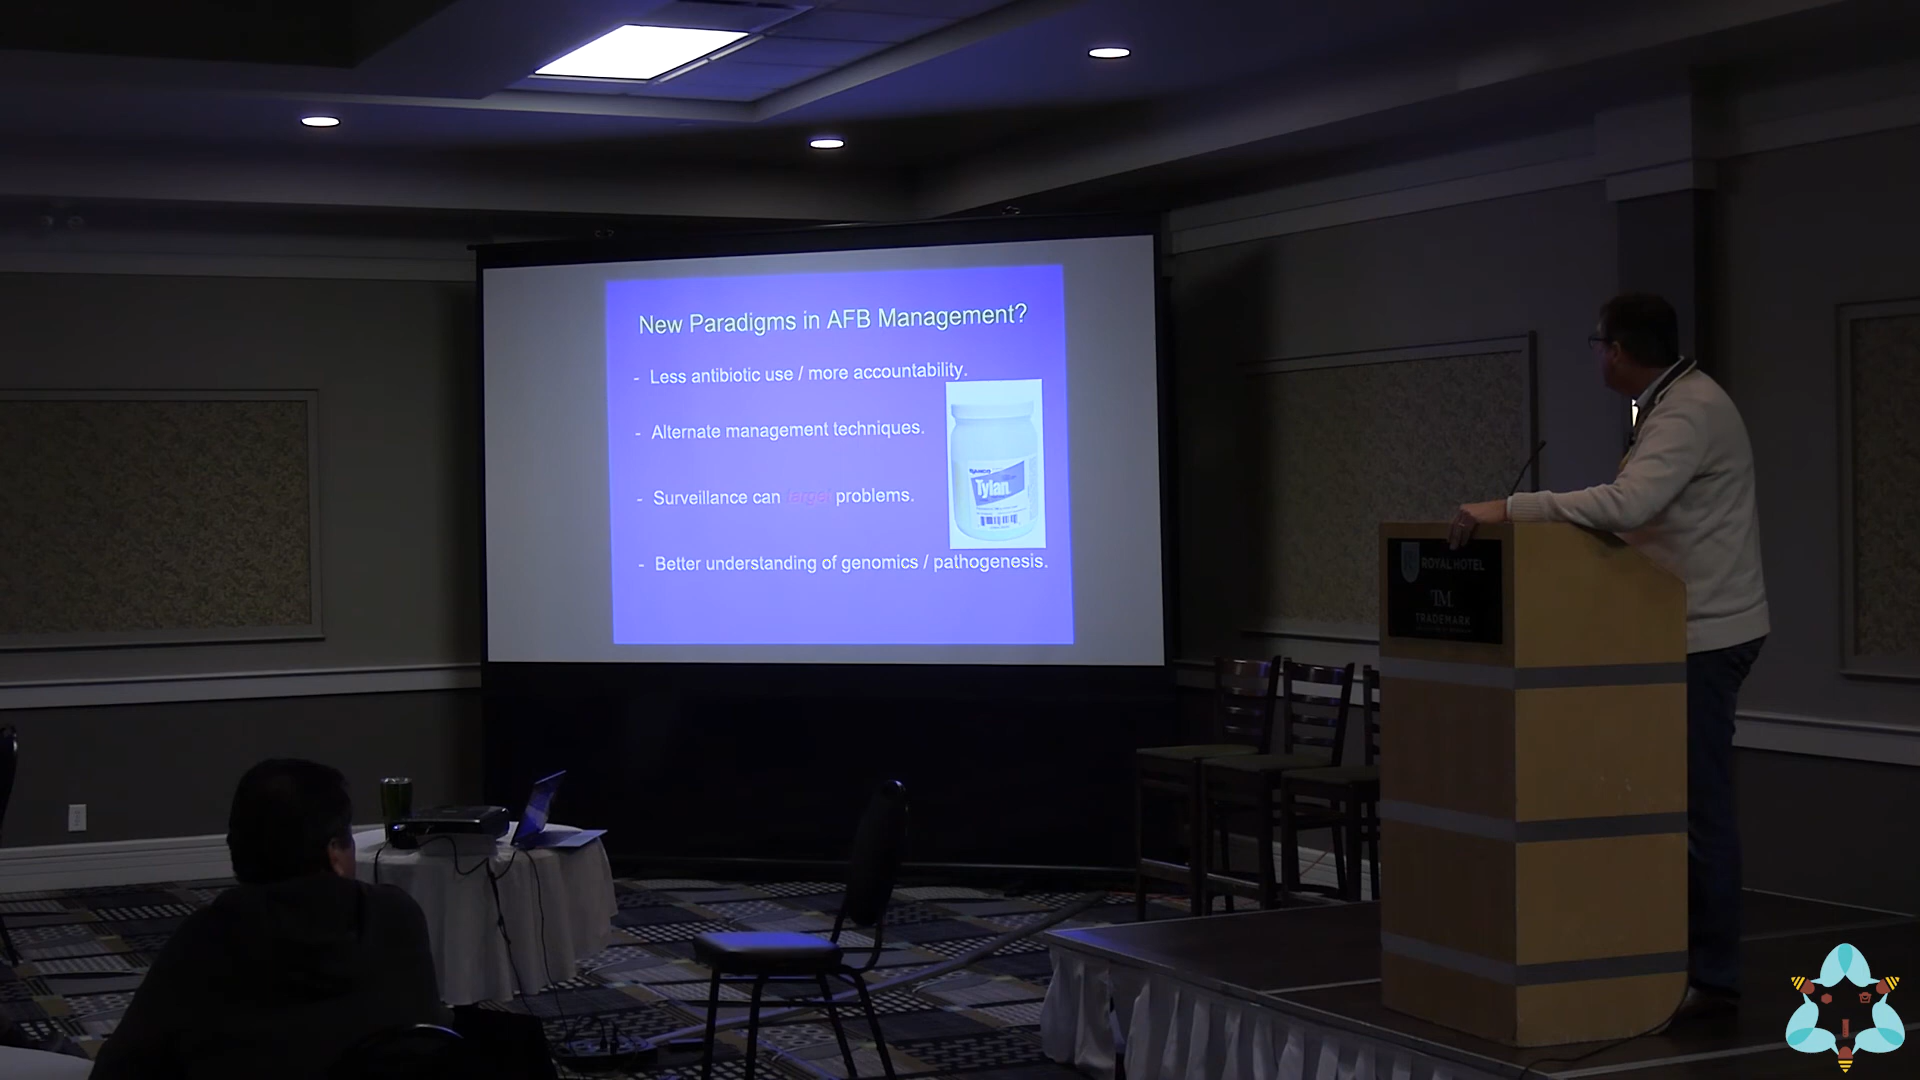 New Paradigms in AFB Management?
- Less antibiotic use / more accountability.
- Alternate management techniques.
- Surveillance can target problems.
- Better understanding of genomics / pathogenesis.
Tylan
ROYAL HOTEL
TM
TRADEMARK